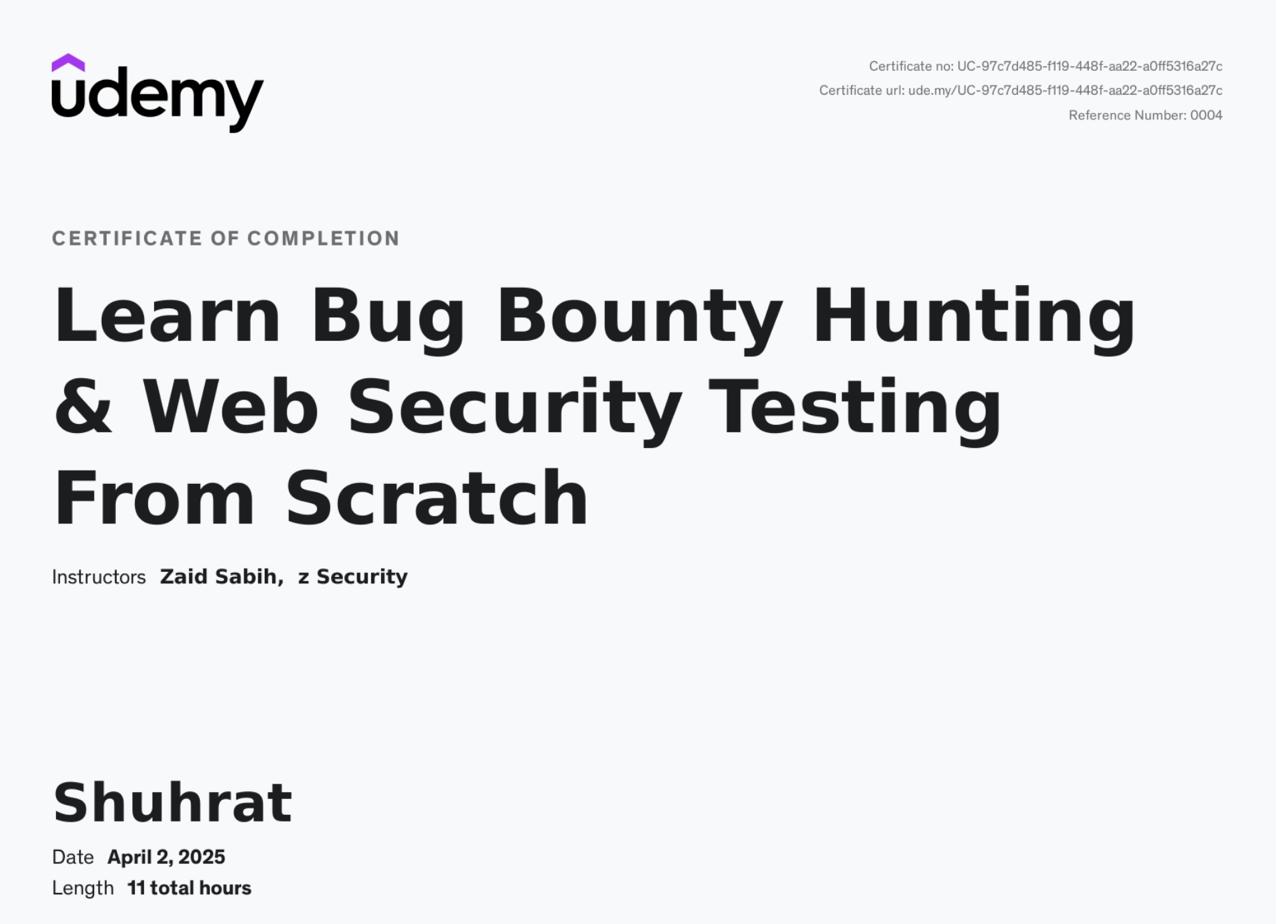 udemy
Certificate no: UC-97c7d485-f119-448f-aa22-a0ff5316a27c
Certificate url: ude.my/UC-97c7d485-f119-448f-aa22-a0ff5316a27c
Reference Number: 0004
CERTIFICATE OF COMPLETION
Learn Bug Bounty Hunting
& Web Security Testing
From Scratch
Instructors Zaid Sabih, z Security
Shuhrat
Date April 2, 2025
Length 11 total hours